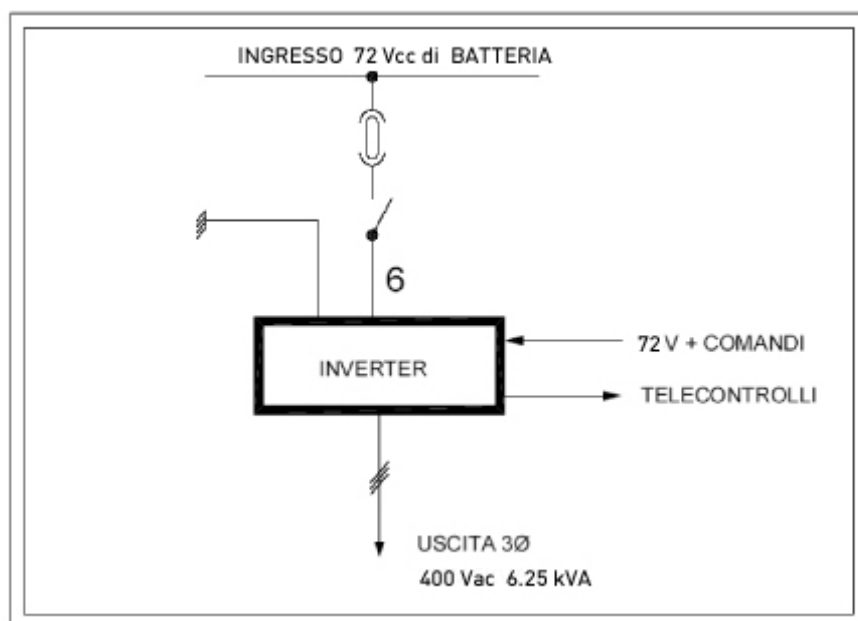 INGRESSO 72 Vcc di BATTERIA
6
INVERTER
72 V + COMANDI
TELECONTROLLI
USCITA 3Ø
400 Vac 6.25 kVA